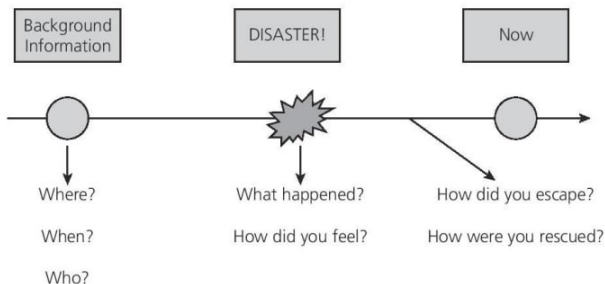 Background
Information
DISASTER!
Now
Where?
When?
Who?
What happened?
How did you feel?
How did you escape?
How were you rescued?